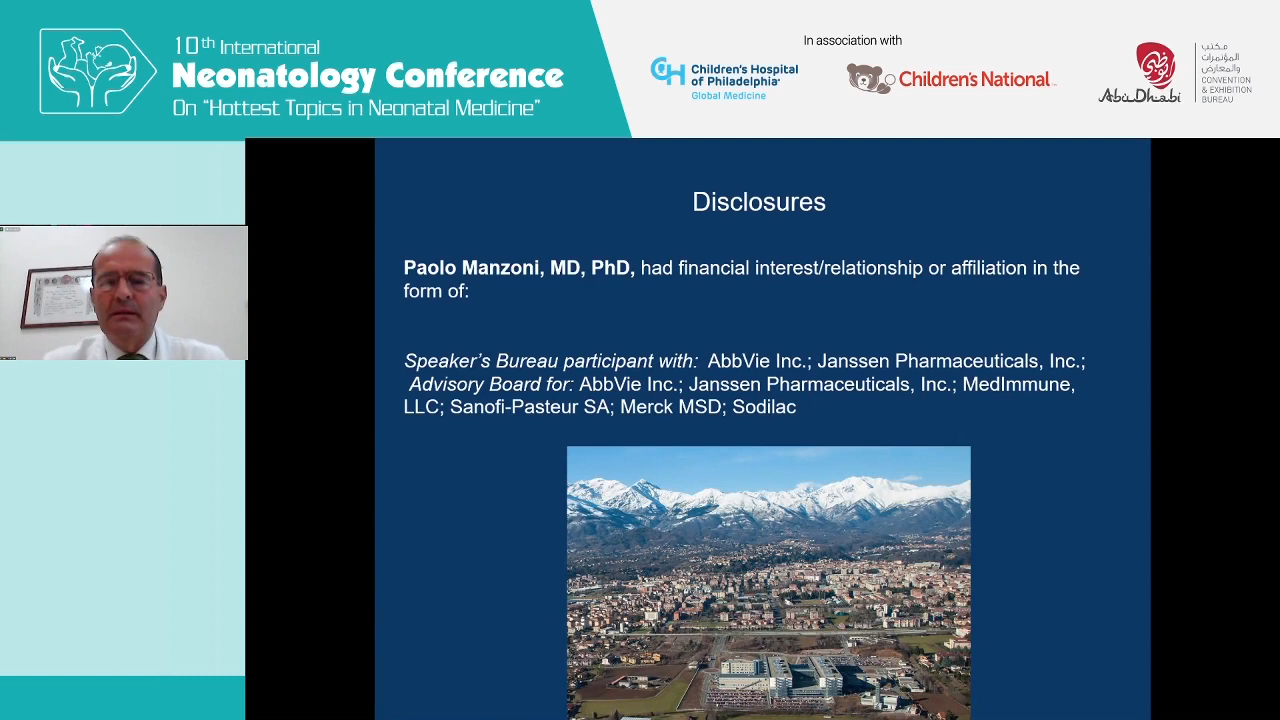 10th International
Neonatology Conference
On “Hottest Topics in Neonatal Medicine”
In association with
Children's Hospital
of Philadelphia
Global Medicine
Children's National
Abu Dhabi
أبوظبي
مكتب
المؤتمرات
والمعارض
CONVENTION
& EXHIBITION
BUREAU
Disclosures
Paolo Manzoni, MD, PhD, had financial interest/relationship or affiliation in the
form of:
Speaker’s Bureau participant with: AbbVie Inc.; Janssen Pharmaceuticals, Inc.;
Advisory Board for: AbbVie Inc.; Janssen Pharmaceuticals, Inc.; MedImmune,
LLC; Sanofi-Pasteur SA; Merck MSD; Sodilac